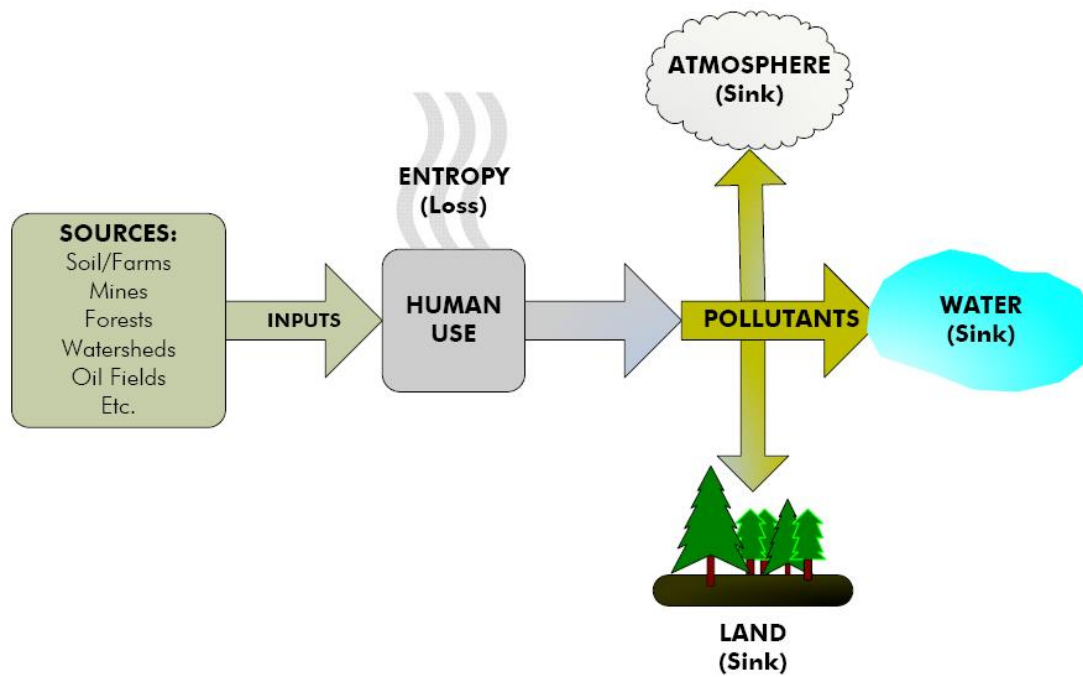 SOURCES:
Soil/Farms
Mines
Forests
Watersheds
Oil Fields
Etc.
INPUTS
ENTROPY
(Loss)
HUMAN
USE
POLLUTANTS
ATMOSPHERE
(Sink)
WATER
(Sink)
LAND
(Sink)